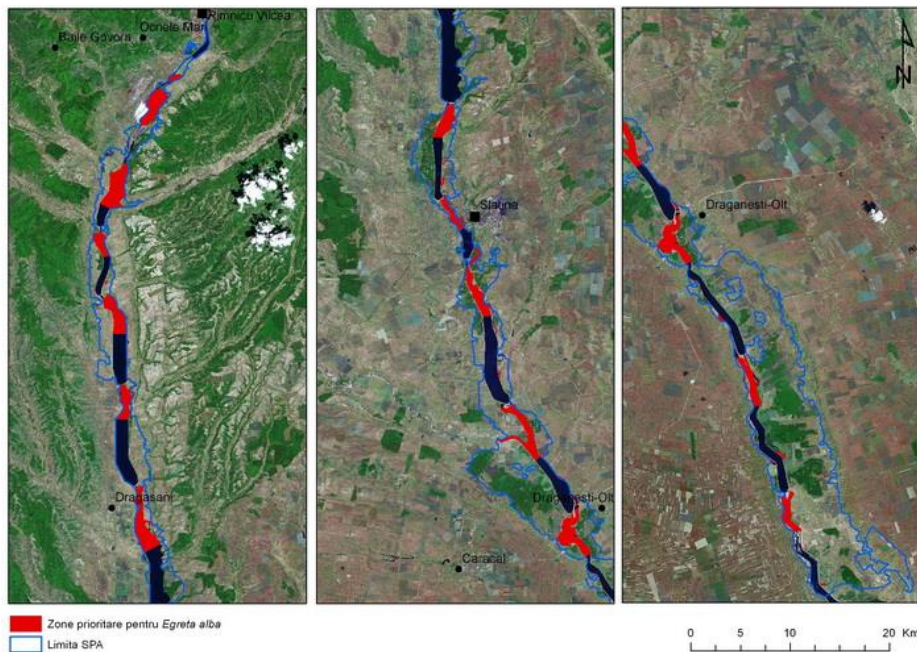 Rimnicu Vilcea
Ocnele Mari
Baile Govora
Dragasani
Slatina
Draganesti-Olt
Caracal
N
Draganesti-Olt
Zone prioritare pentru Egreta alba
Limita SPA
0 5 10 20 Km